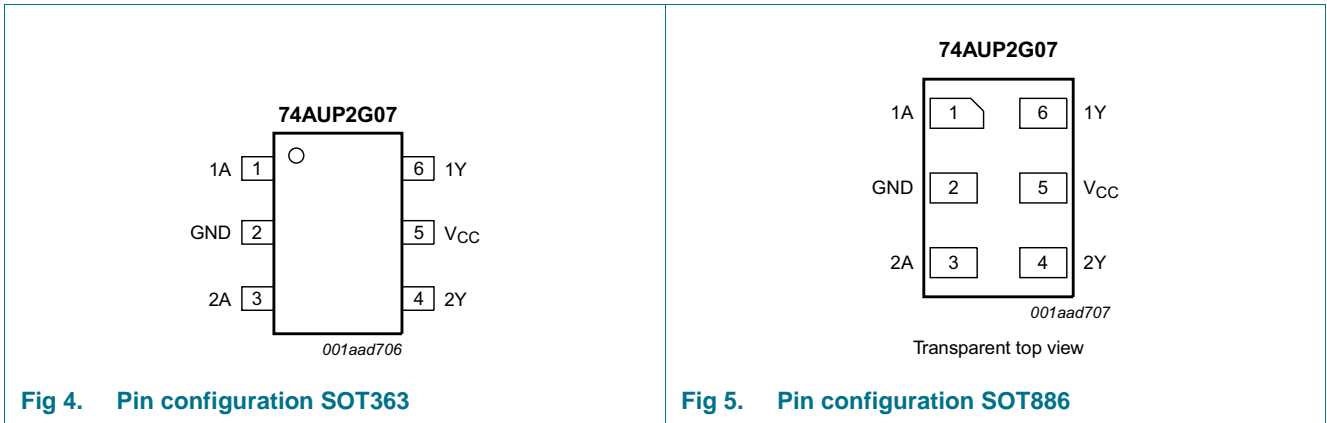 74AUP2G07
1A 1 6 1Y
GND 2 5 VCC
2A 3 4 2Y
001aad706
Fig 4. Pin configuration SOT363
74AUP2G07
1A 1 6 1Y
GND 2 5 VCC
2A 3 4 2Y
001aad707
Transparent top view
Fig 5. Pin configuration SOT886